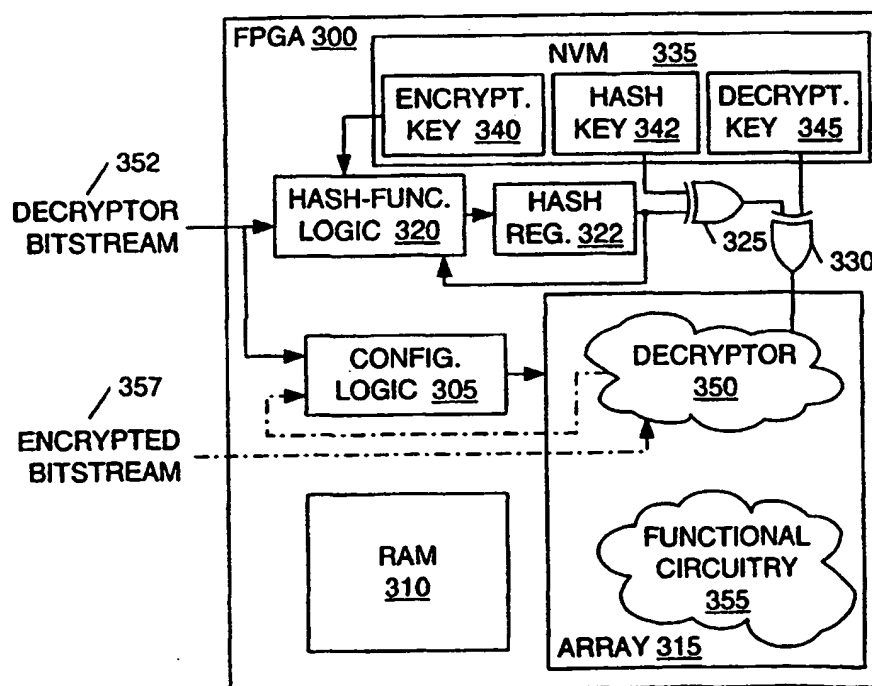 FPGA 300
NVM 335
ENCRYPT.
KEY 340
HASH
KEY 342
DECRYPT.
KEY 345
352
DECRYPTOR
BITSTREAM
HASH-FUNC.
LOGIC 320
HASH
REG. 322
325
330
CONFIG.
LOGIC 305
DECRYPTOR
350
357
ENCRYPTED
BITSTREAM
RAM
310
FUNCTIONAL
CIRCUITRY
355
ARRAY 315